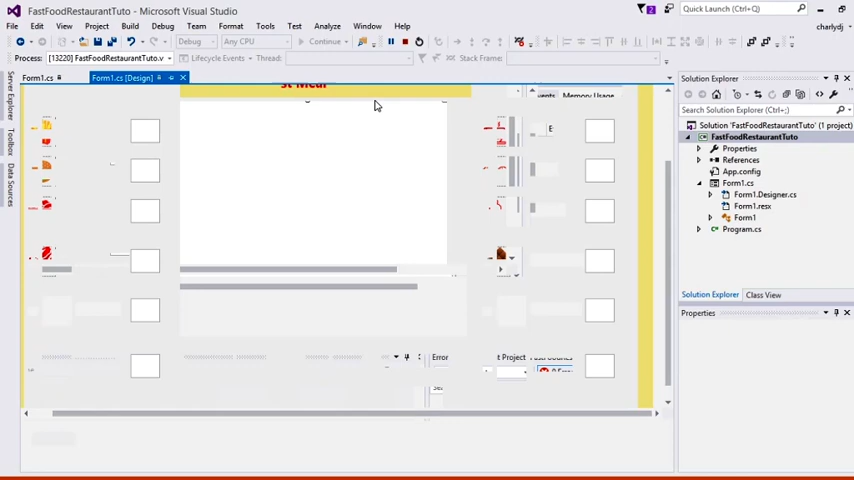 FastFoodRestaurantTuto - Microsoft Visual Studio
2
Quick Launch (Ctrl+Q)
File Edit View Project Build Debug Team Format Tools Test Analyze Window Help
charlydj
Debug Any CPU Continue
Process: [13220] FastFoodRestaurantTuto.v Lifecycle Events Thread: Stack Frame:
Form1.cs Form1.cs [Design]
Server Explorer
Toolbox
Data Sources
Memory Usage
Errors
t Project
Solution Explorer
Search Solution Explorer (Ctrl+;)
Solution 'FastFoodRestaurantTuto' (1 project)
FastFoodRestaurantTuto
Properties
References
App.config
Form1.cs
Form1.Designer.cs
Form1.resx
Form1
Program.cs
Solution Explorer Class View
Properties